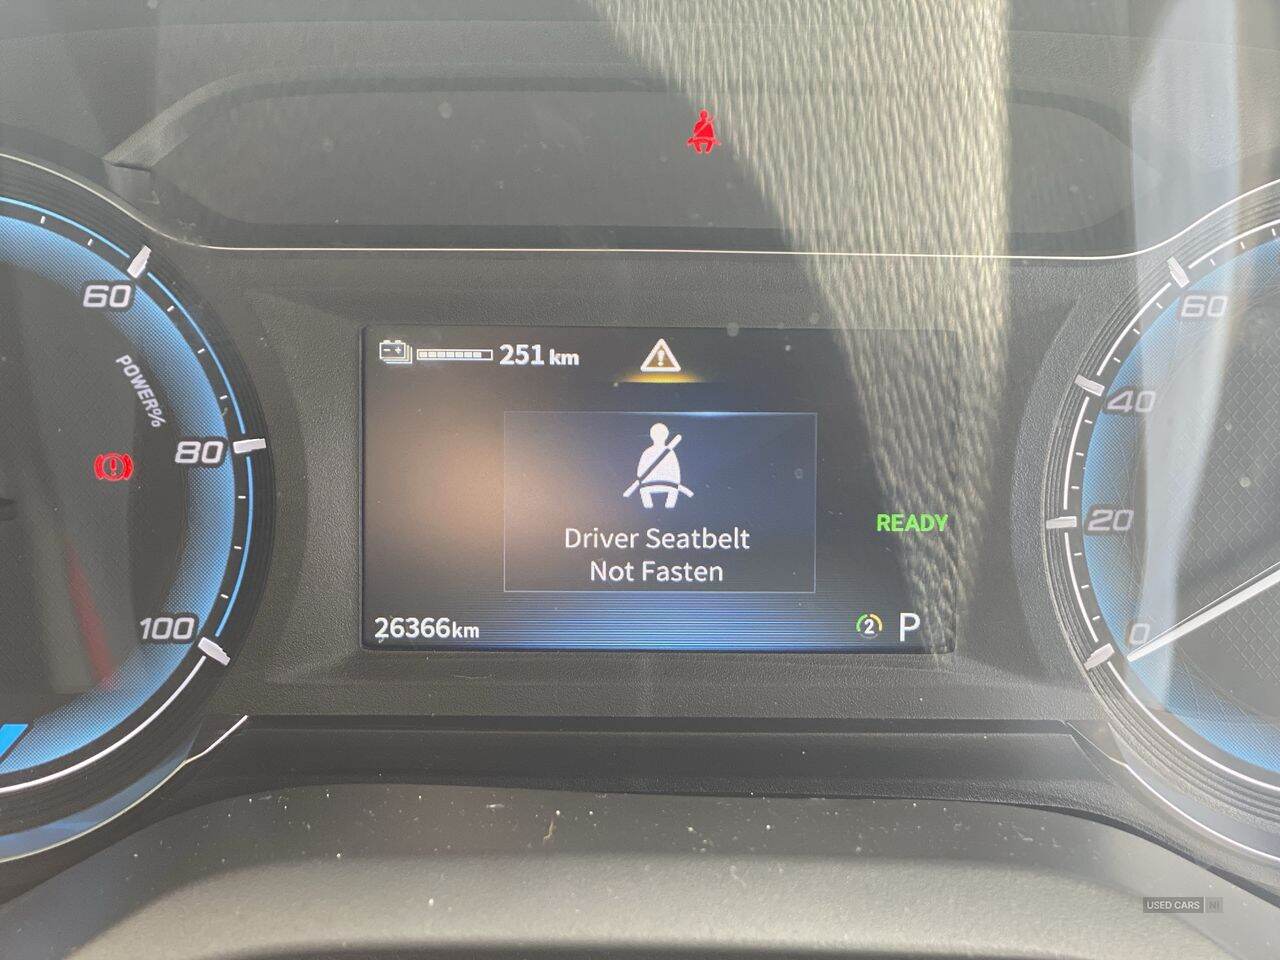 60
POWER%
80
100
251 km
Driver Seatbelt
Not Fasten
READY
26366km
2 P
60
40
20
0
USED CARS NI